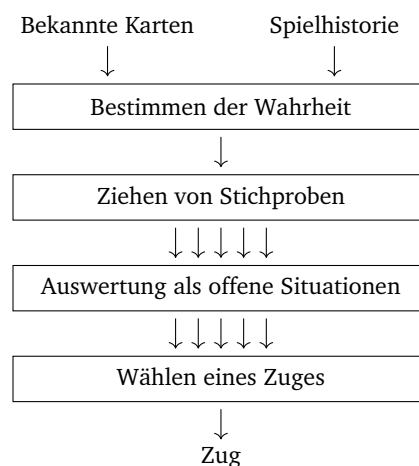 Bekannte Karten Spielhistorie
Bestimmen der Wahrheit
Ziehen von Stichproben
Auswertung als offene Situationen
Wählen eines Zuges
Zug